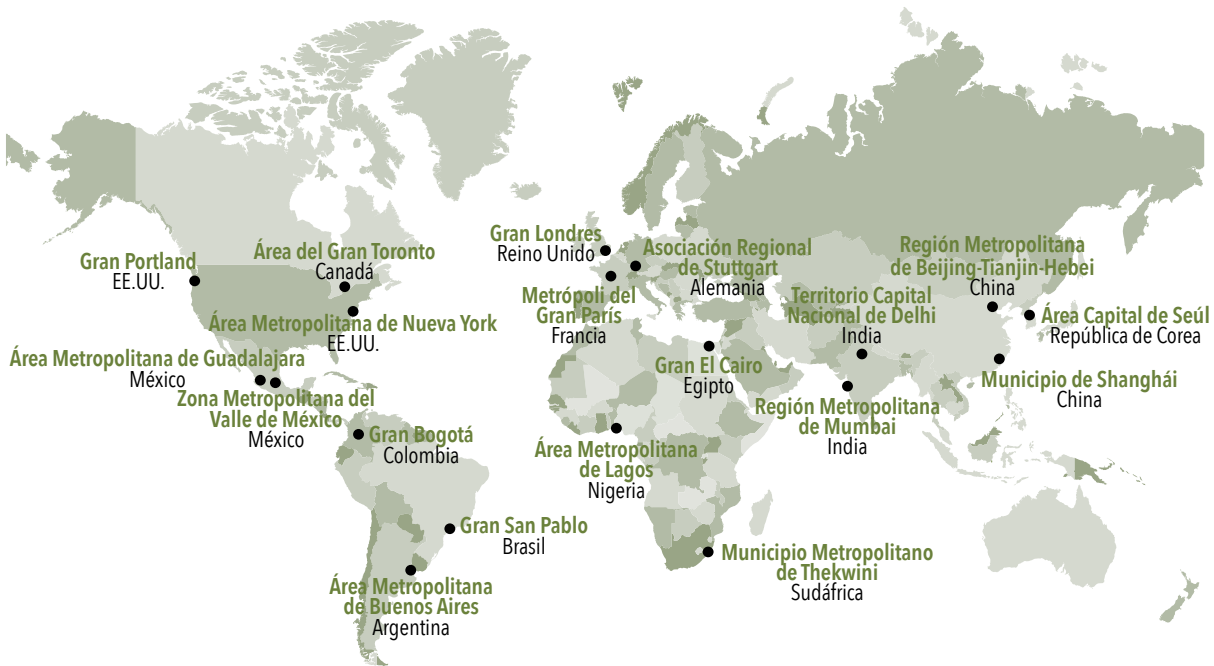 Gran Portland
EE.UU.
Área del Gran Toronto
Canadá
Área Metropolitana de Nueva York
EE.UU.
Área Metropolitana de Guadalajara
México
Zona Metropolitana del
Valle de México
México
Gran Bogotá
Colombia
Gran San Pablo
Brasil
Área Metropolitana
de Buenos Aires
Argentina
Gran Londres
Reino Unido
Asociación Regional
de Stuttgart
Alemania
Metrópoli del
Gran París
Francia
Gran El Cairo
Egipto
Área Metropolitana
de Lagos
Nigeria
Municipio Metropolitano
de Thekwini
Sudáfrica
Región Metropolitana
de Beijing-Tianjin-Hebei
China
Territorio Capital
Nacional de Delhi
India
Área Capital de Seúl
República de Corea
Municipio de Shanghái
China
Región Metropolitana
de Mumbai
India